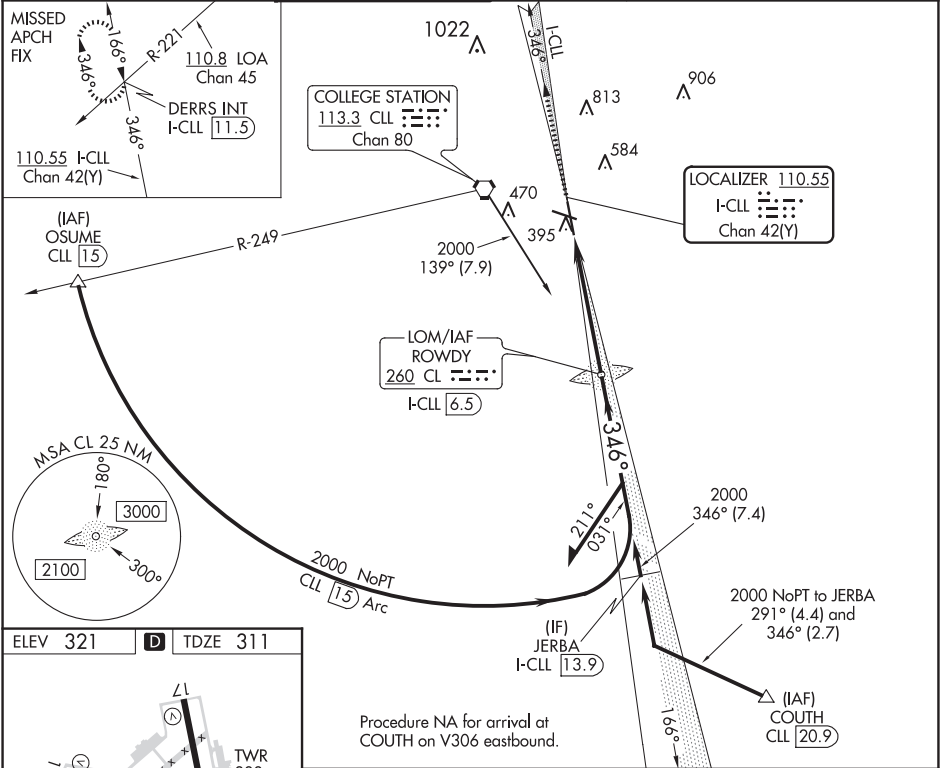 MISSED
APCH
FIX
166°
346°
R-221
110.8 LOA
Chan 45
DERRS INT
I-CLL 11.5
346°
110.55 I-CLL
Chan 42(Y)
1022
I-CLL
346°
906
813
584
COLLEGE STATION
113.3 CLL
Chan 80
470
395
LOCALIZER 110.55
I-CLL
Chan 42(Y)
(IAF)
OSUME
CLL 15
R-249
2000
139° (7.9)
LOM/IAF
ROWDY
260 CL
I-CLL 6.5
346°
MSA CL 25 NM
180°
3000
2100
300°
211°
031°
2000
346° (7.4)
2000 NoPT
CLL 15 Arc
2000 NoPT to JERBA
291° (4.4) and
346° (2.7)
(IF)
JERBA
I-CLL 13.9
(IAF)
COUTH
CLL 20.9
166°
Procedure NA for arrival at
COUTH on V306 eastbound.
ELEV 321
D
TDZE 311
17
V
V
TWR